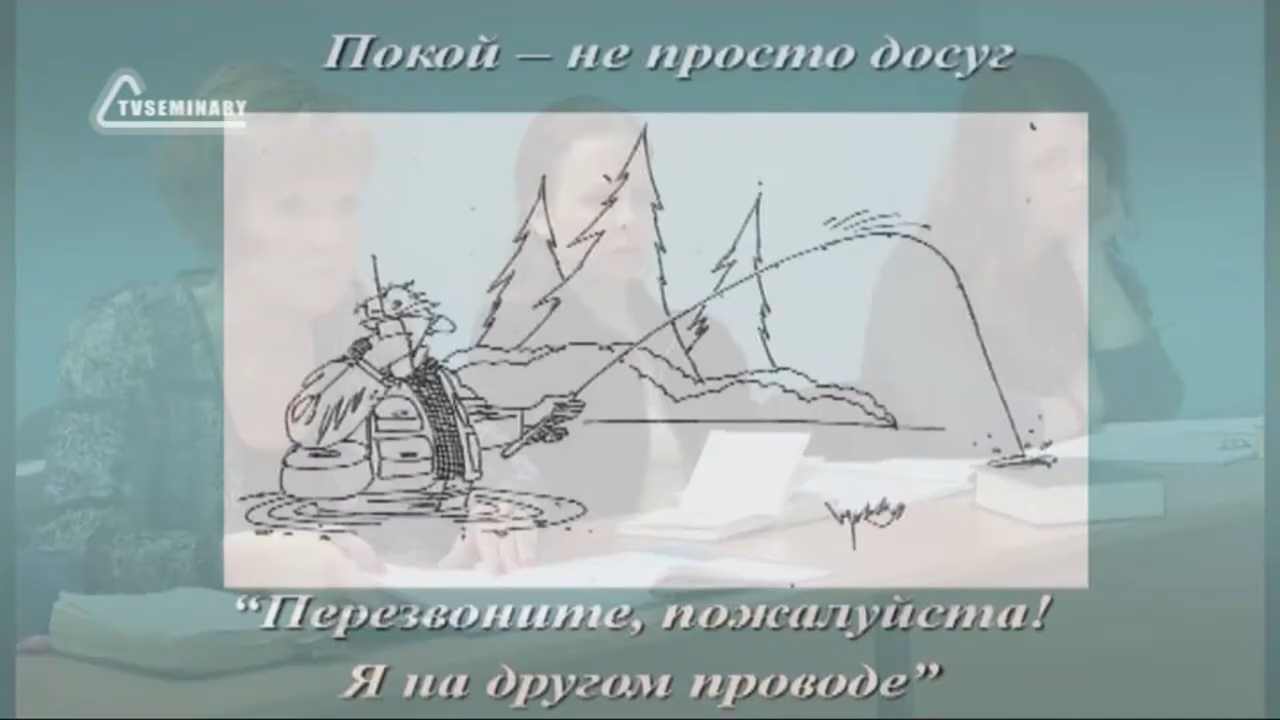 Покой – не просто досуг
TVSEMINARY
“Перезвоните, пожалуйста!
Я на другом проводе”